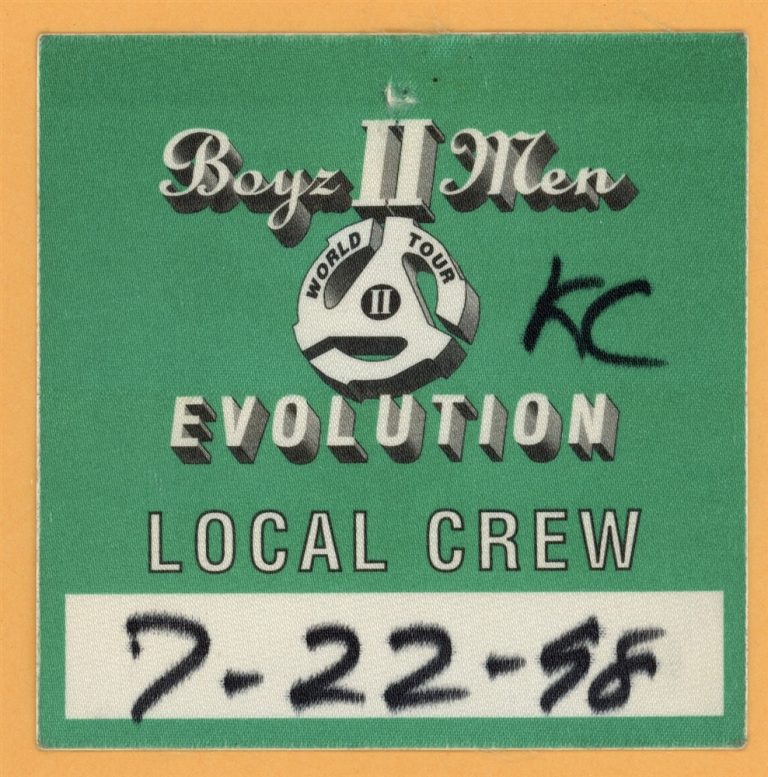 Boyz II Men
WORLD TOUR
II
KC
EVOLUTION
LOCAL CREW
7-22-98